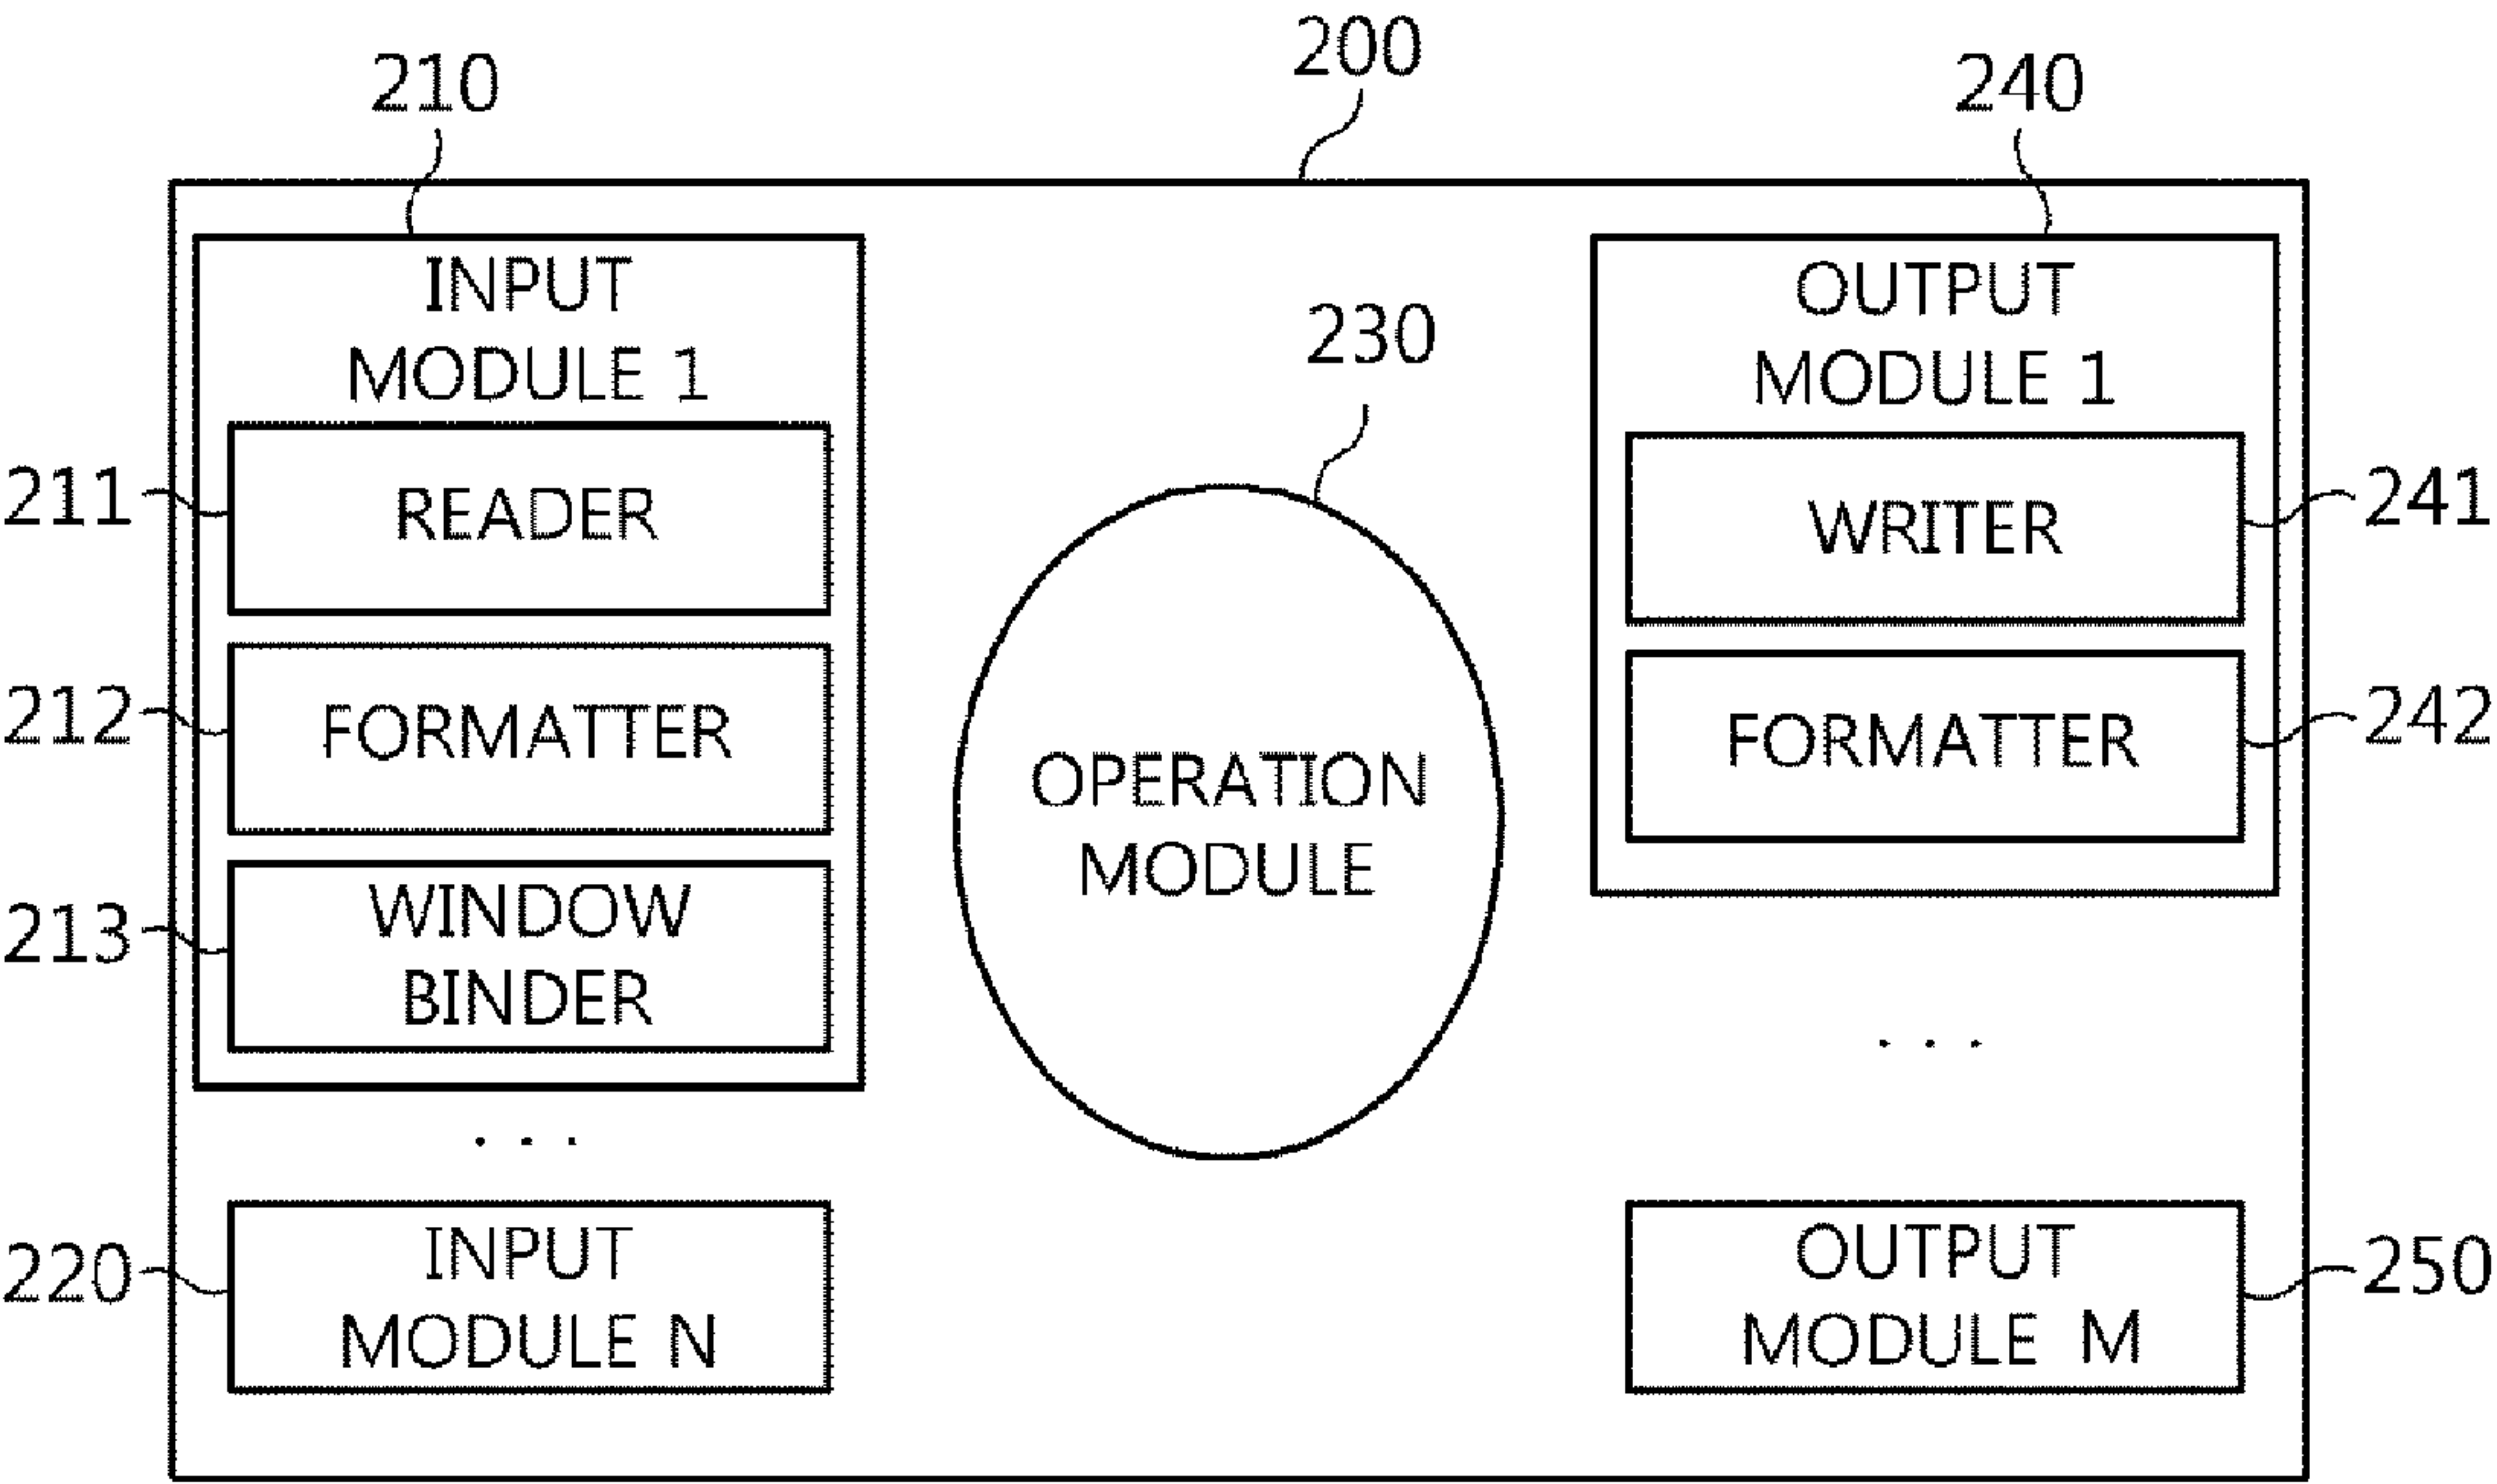 200
210
240
INPUT
MODULE 1
OUTPUT
MODULE 1
230
211
READER
WRITER
241
212
FORMATTER
FORMATTER
242
OPERATION
MODULE
213
WINDOW
BINDER
. . .
. . .
220
INPUT
MODULE N
OUTPUT
MODULE M
250